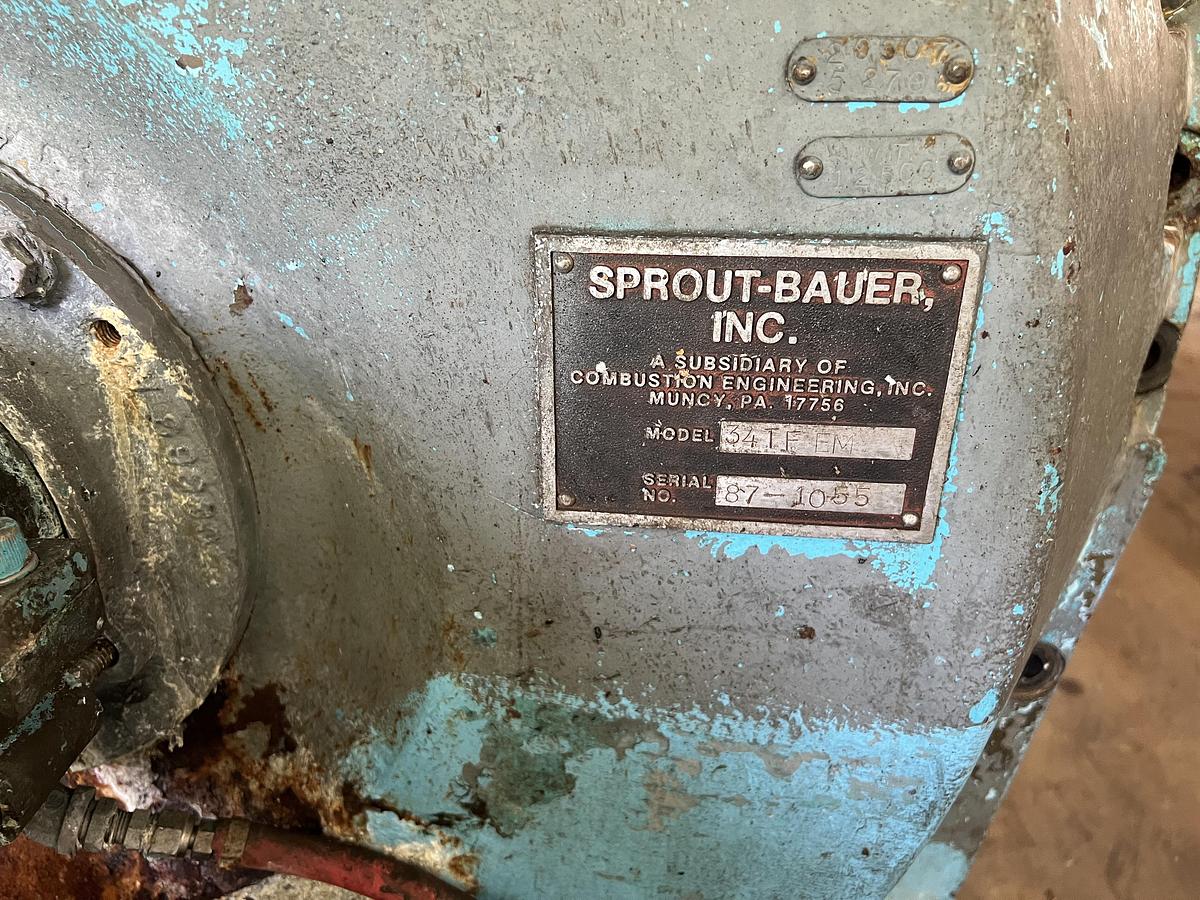 SPROUT-BAUER,
INC.
A SUBSIDIARY OF
COMBUSTION ENGINEERING, INC.
MUNCY, PA. 17756
MODEL 34TF EM
SERIAL
NO. 87-1055